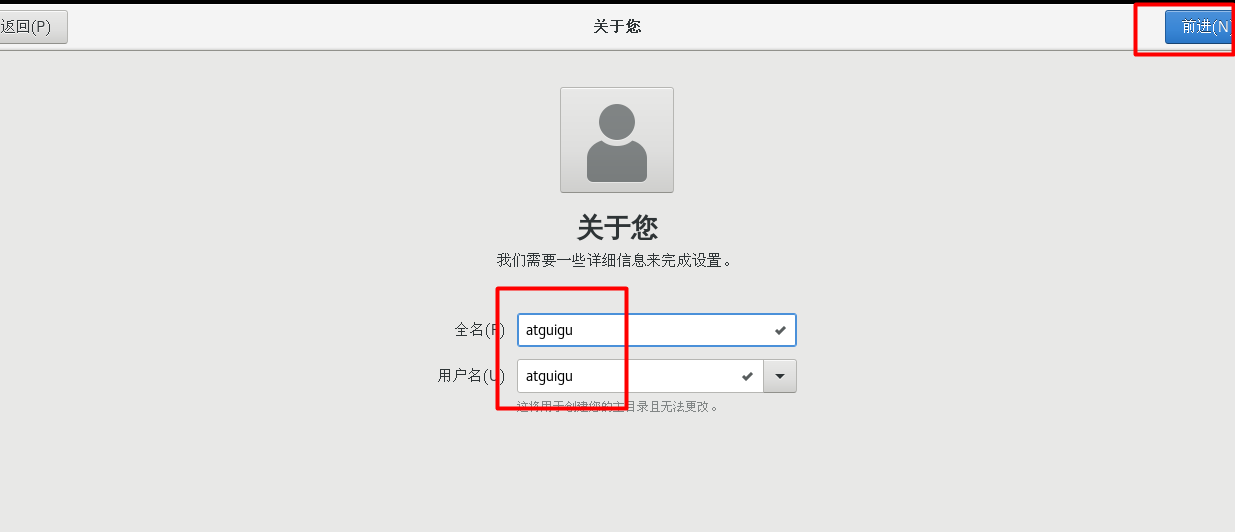 返回(P)
关于您
前进(N)
关于您
我们需要一些详细信息来完成设置。
全名(F)
atguigu
用户名(U)
atguigu
这将用于创建您的主目录且无法更改。